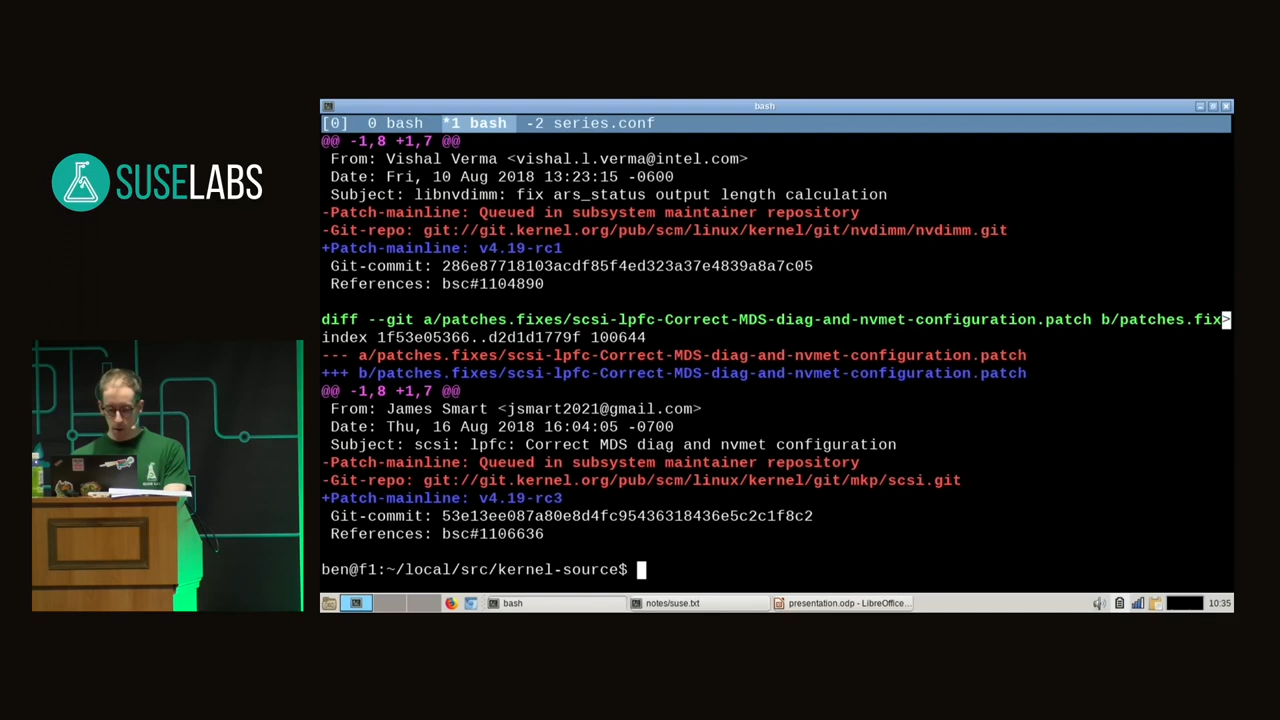 SUSELABS
bash
[0]  0 bash  *1 bash  -2 series.conf
@@ -1,8 +1,7 @@
From: Vishal Verma <vishal.l.verma@intel.com>
Date: Fri, 10 Aug 2018 13:23:15 -0600
Subject: libnvdimm: fix ars_status output length calculation
-Patch-mainline: Queued in subsystem maintainer repository
-Git-repo: git://git.kernel.org/pub/scm/linux/kernel/git/nvdimm/nvdimm.git
+Patch-mainline: v4.19-rc1
Git-commit: 286e87718103acdf85f4ed323a37e4839a8a7c05
References: bsc#1104890
diff --git a/patches.fixes/scsi-lpfc-Correct-MDS-diag-and-nvmet-configuration.patch b/patches.fix>
index 1f53e05366..d2d1d1779f 100644
--- a/patches.fixes/scsi-lpfc-Correct-MDS-diag-and-nvmet-configuration.patch
+++ b/patches.fixes/scsi-lpfc-Correct-MDS-diag-and-nvmet-configuration.patch
@@ -1,8 +1,7 @@
From: James Smart <jsmart2021@gmail.com>
Date: Thu, 16 Aug 2018 16:04:05 -0700
Subject: scsi: lpfc: Correct MDS diag and nvmet configuration
-Patch-mainline: Queued in subsystem maintainer repository
-Git-repo: git://git.kernel.org/pub/scm/linux/kernel/git/mkp/scsi.git
+Patch-mainline: v4.19-rc3
Git-commit: 53e13ee087a80e8d4fc95436318436e5c2c1f8c2
References: bsc#1106636
ben@f1:~/local/src/kernel-source$
bash
notes/suse.txt
presentation.odp - LibreOffice...
10:35